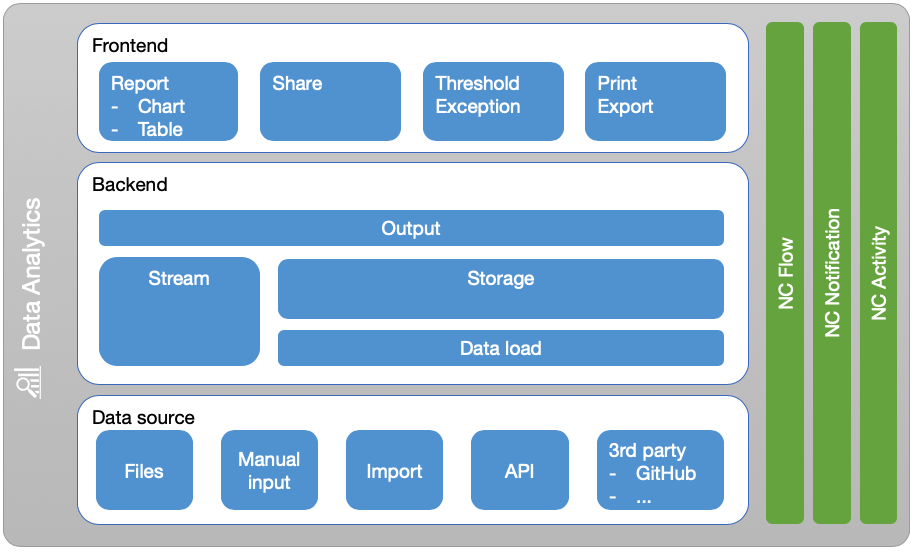 Data Analytics
Frontend
Report
- Chart
- Table
Share
Threshold
Exception
Print
Export
Backend
Output
Stream
Storage
Data load
Data source
Files
Manual
input
Import
API
3rd party
- GitHub
- ...
NC Flow
NC Notification
NC Activity